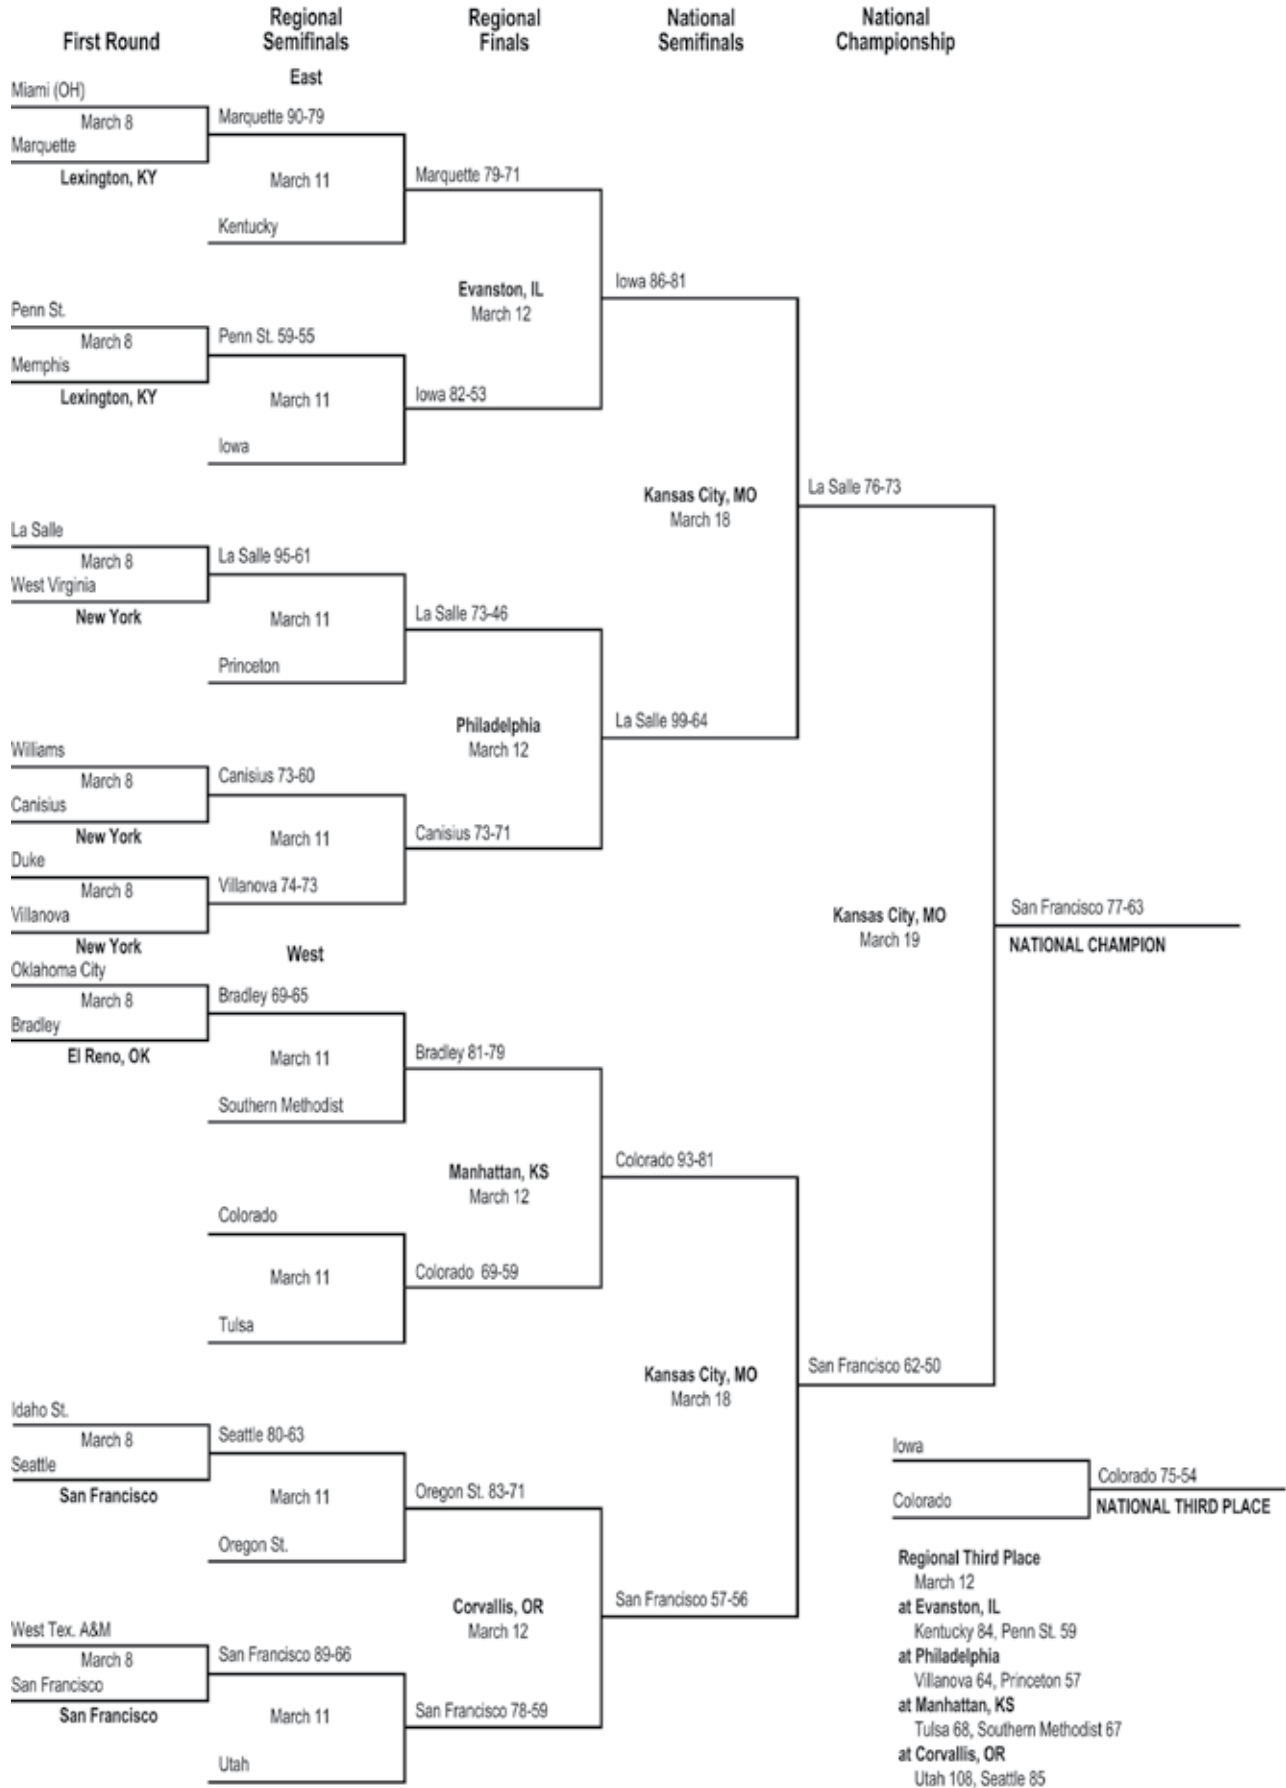 First Round
Regional Semifinals
Regional Finals
National Semifinals
National Championship
East
Miami (OH)
March 8
Marquette
Lexington, KY
Marquette 90-79
March 11
Kentucky
Marquette 79-71
Evanston, IL
March 12
Iowa 86-81
Penn St.
March 8
Memphis
Lexington, KY
Penn St. 59-55
March 11
Iowa
Iowa 82-53
Kansas City, MO
March 18
La Salle 76-73
La Salle
March 8
West Virginia
New York
La Salle 95-61
March 11
Princeton
La Salle 73-46
Philadelphia
March 12
La Salle 99-64
Williams
March 8
Canisius
New York
Canisius 73-60
March 11
Canisius 73-71
Duke
March 8
Villanova
New York
Villanova 74-73
Kansas City, MO
March 19
San Francisco 77-63
NATIONAL CHAMPION
West
Oklahoma City
March 8
Bradley
El Reno, OK
Bradley 69-65
March 11
Southern Methodist
Bradley 81-79
Manhattan, KS
March 12
Colorado 93-81
Colorado
March 11
Tulsa
Colorado 69-59
Kansas City, MO
March 18
San Francisco 62-50
Idaho St.
March 8
Seattle
San Francisco
Seattle 80-63
March 11
Oregon St.
Oregon St. 83-71
Corvallis, OR
March 12
San Francisco 57-56
West Tex. A&M
March 8
San Francisco
San Francisco
San Francisco 89-66
March 11
Utah
San Francisco 78-59
Iowa
Colorado
Colorado 75-54
NATIONAL THIRD PLACE
Regional Third Place
March 12
at Evanston, IL
Kentucky 84, Penn St. 59
at Philadelphia
Villanova 64, Princeton 57
at Manhattan, KS
Tulsa 68, Southern Methodist 67
at Corvallis, OR
Utah 108, Seattle 85